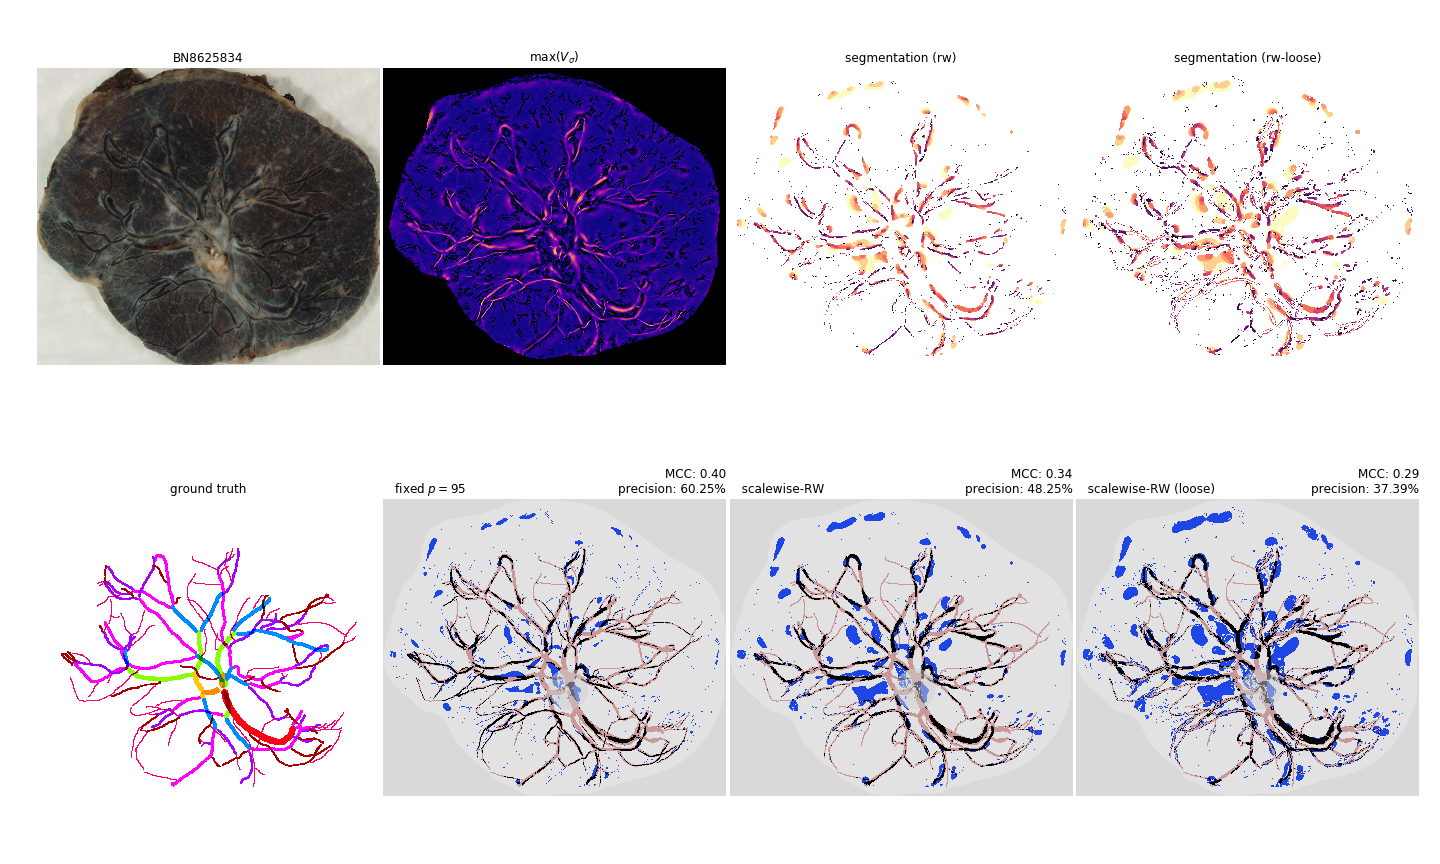 BN8625834
max(V_σ)
segmentation (rw)
segmentation (rw-loose)
ground truth
fixed p = 95
MCC: 0.40
precision: 60.25%
scalewise-RW
MCC: 0.34
precision: 48.25%
scalewise-RW (loose)
MCC: 0.29
precision: 37.39%